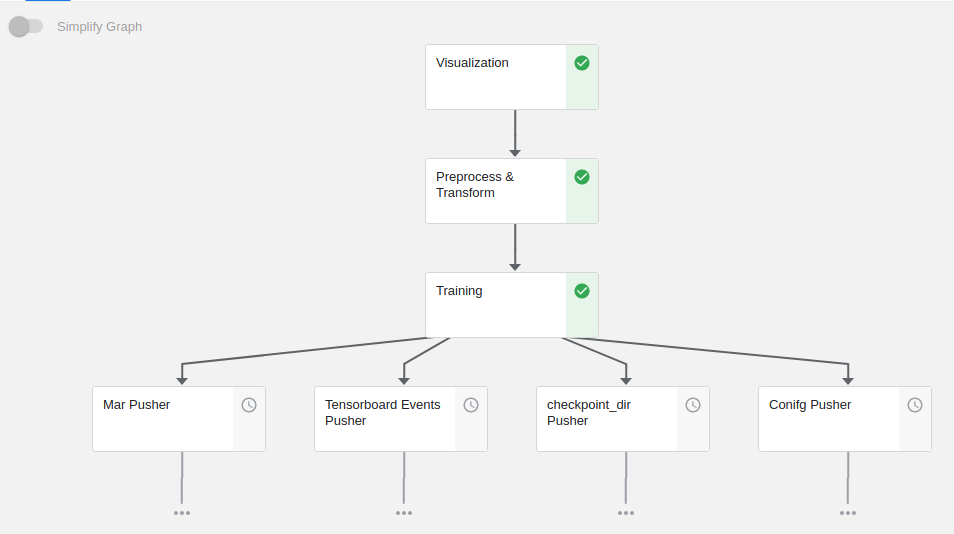 Simplify Graph
Visualization
Preprocess &
Transform
Training
Mar Pusher
Tensorboard Events
Pusher
checkpoint_dir
Pusher
Conifg Pusher